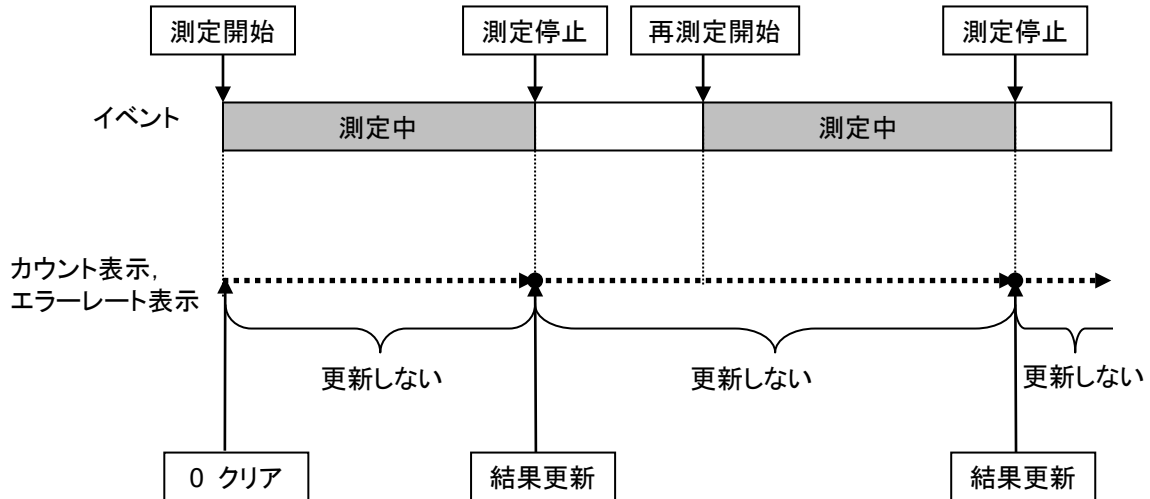 測定開始
測定停止
再測定開始
測定停止
イベント
測定中
測定中
カウント表示,
エラーレート表示
更新しない
更新しない
更新しない
0 クリア
結果更新
結果更新